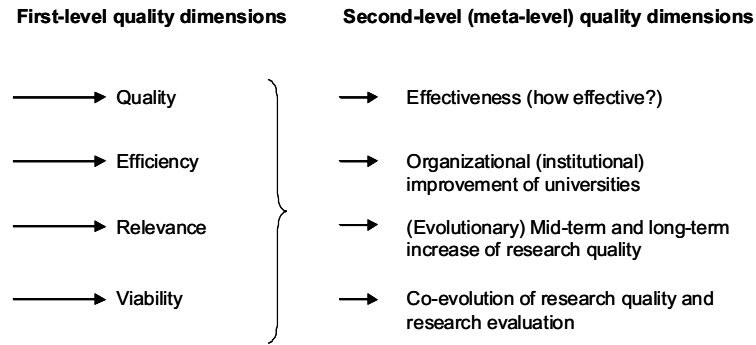 First-level quality dimensions
Second-level (meta-level) quality dimensions
Quality
Effectiveness (how effective?)
Efficiency
Organizational (institutional)
improvement of universities
Relevance
(Evolutionary) Mid-term and long-term
increase of research quality
Viability
Co-evolution of research quality and
research evaluation